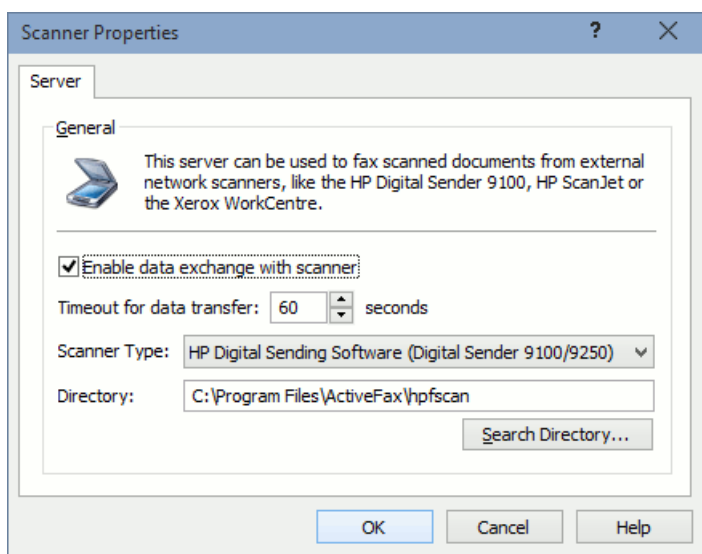 Scanner Properties
?
Server
General
This server can be used to fax scanned documents from external
network scanners, like the HP Digital Sender 9100, HP ScanJet or
the Xerox WorkCentre.
Enable data exchange with scanner
Timeout for data transfer: 60 seconds
Scanner Type: HP Digital Sending Software (Digital Sender 9100/9250)
Directory: C:\Program Files\ActiveFax\hpfscan
Search Directory...
OK Cancel Help